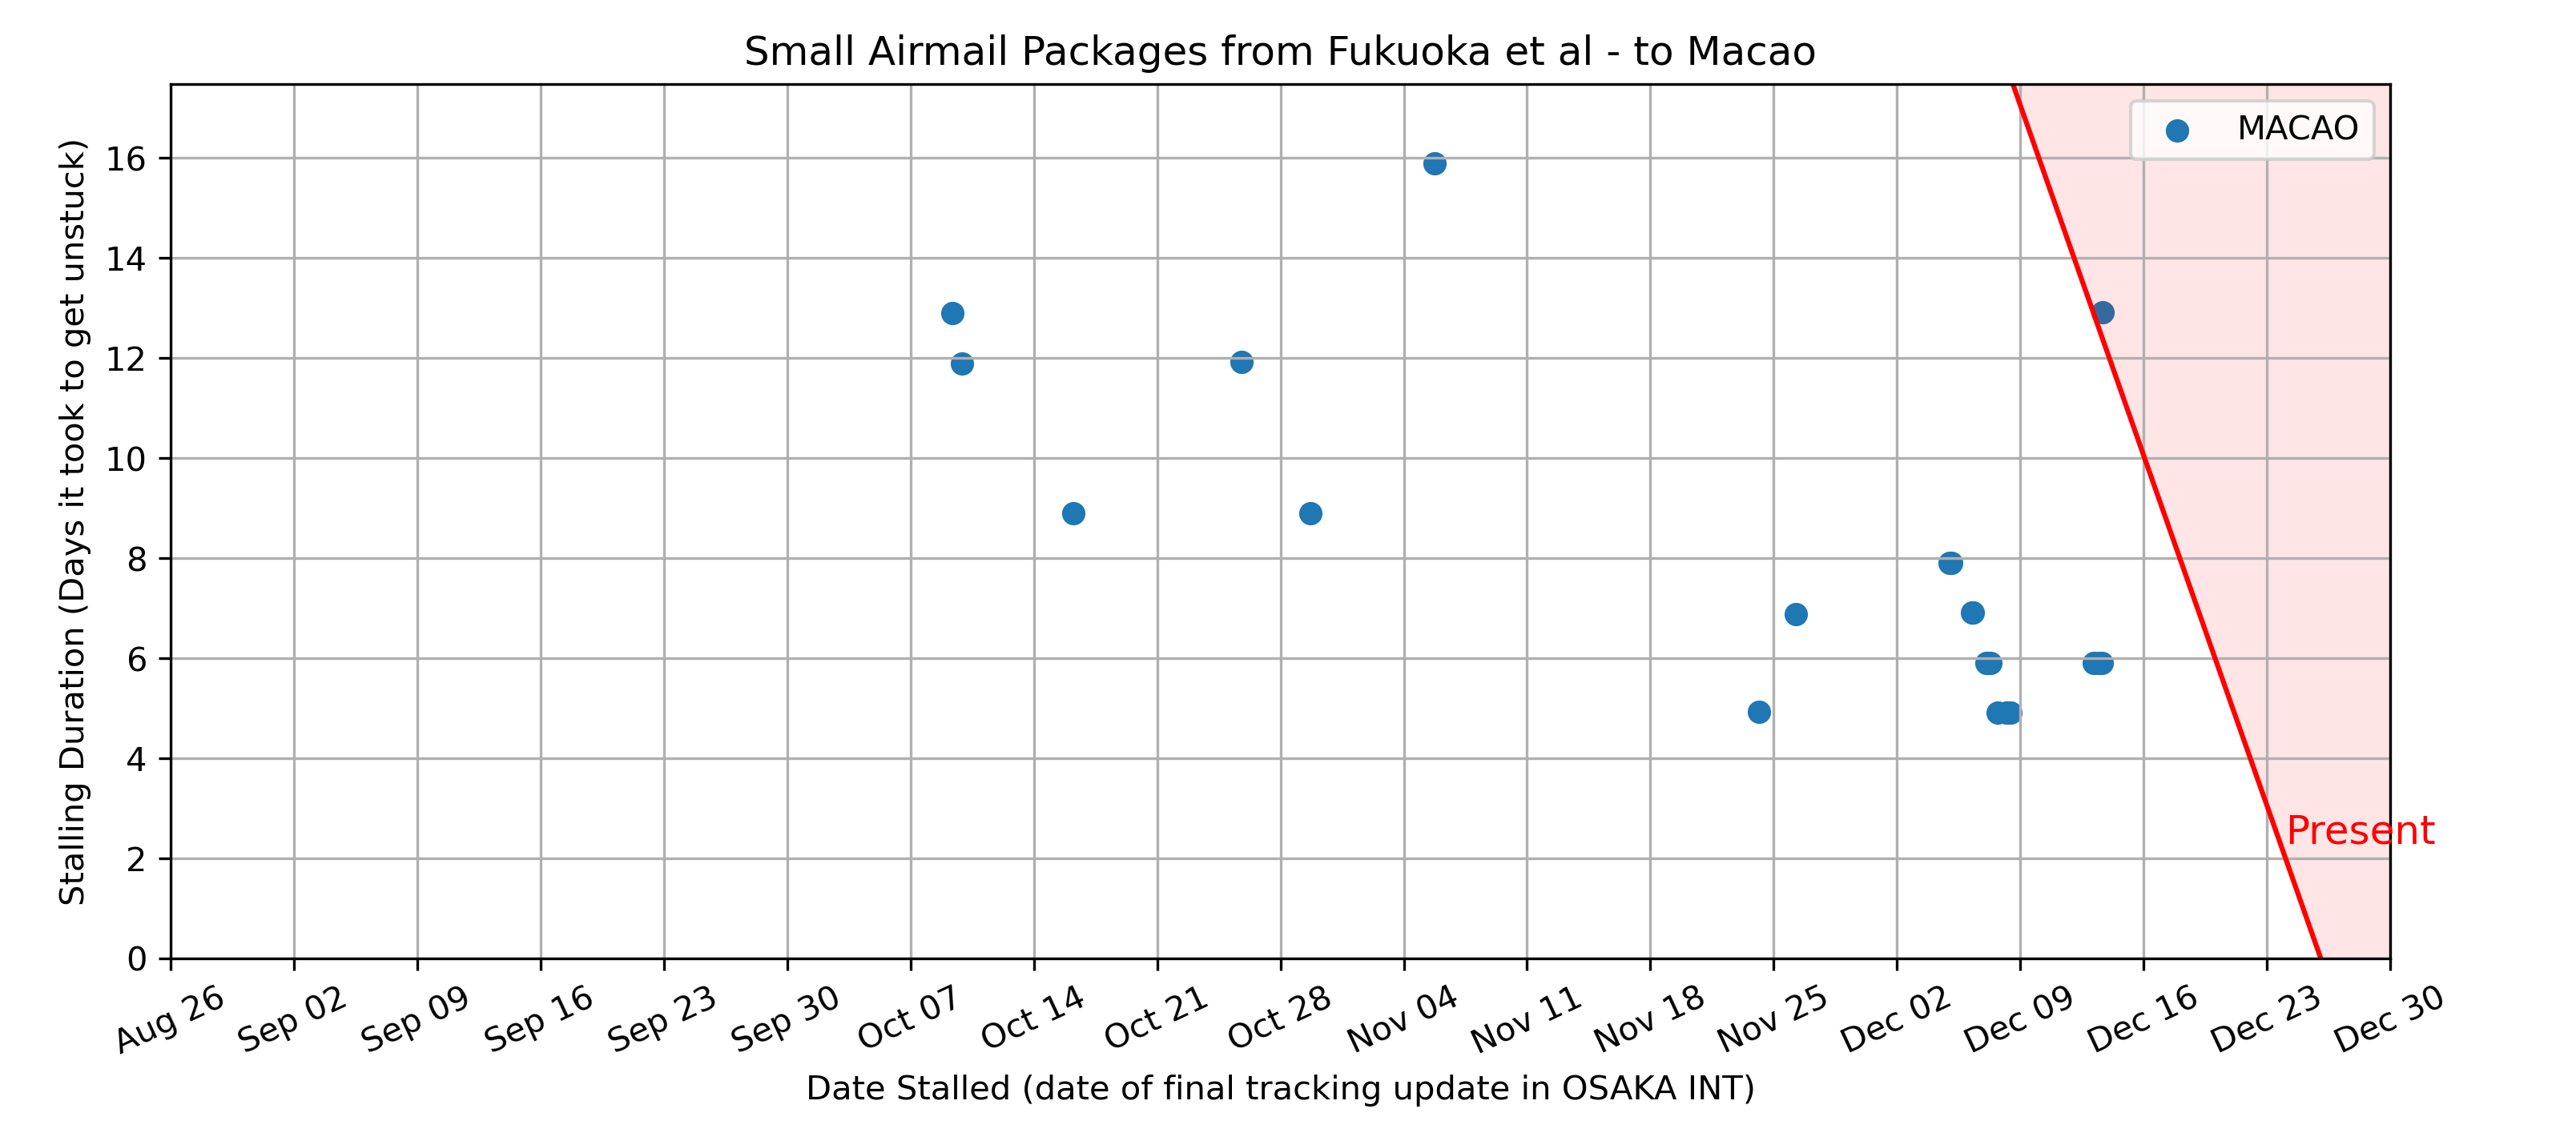 Small Airmail Packages from Fukuoka et al - to Macao
MACAO
Stalling Duration (Days it took to get unstuck)
16
14
12
10
8
6
4
2
0
Present
Aug 26
Sep 02
Sep 09
Sep 16
Sep 23
Sep 30
Oct 07
Oct 14
Oct 21
Oct 28
Nov 04
Nov 11
Nov 18
Nov 25
Dec 02
Dec 09
Dec 16
Dec 23
Dec 30
Date Stalled (date of final tracking update in OSAKA INT)